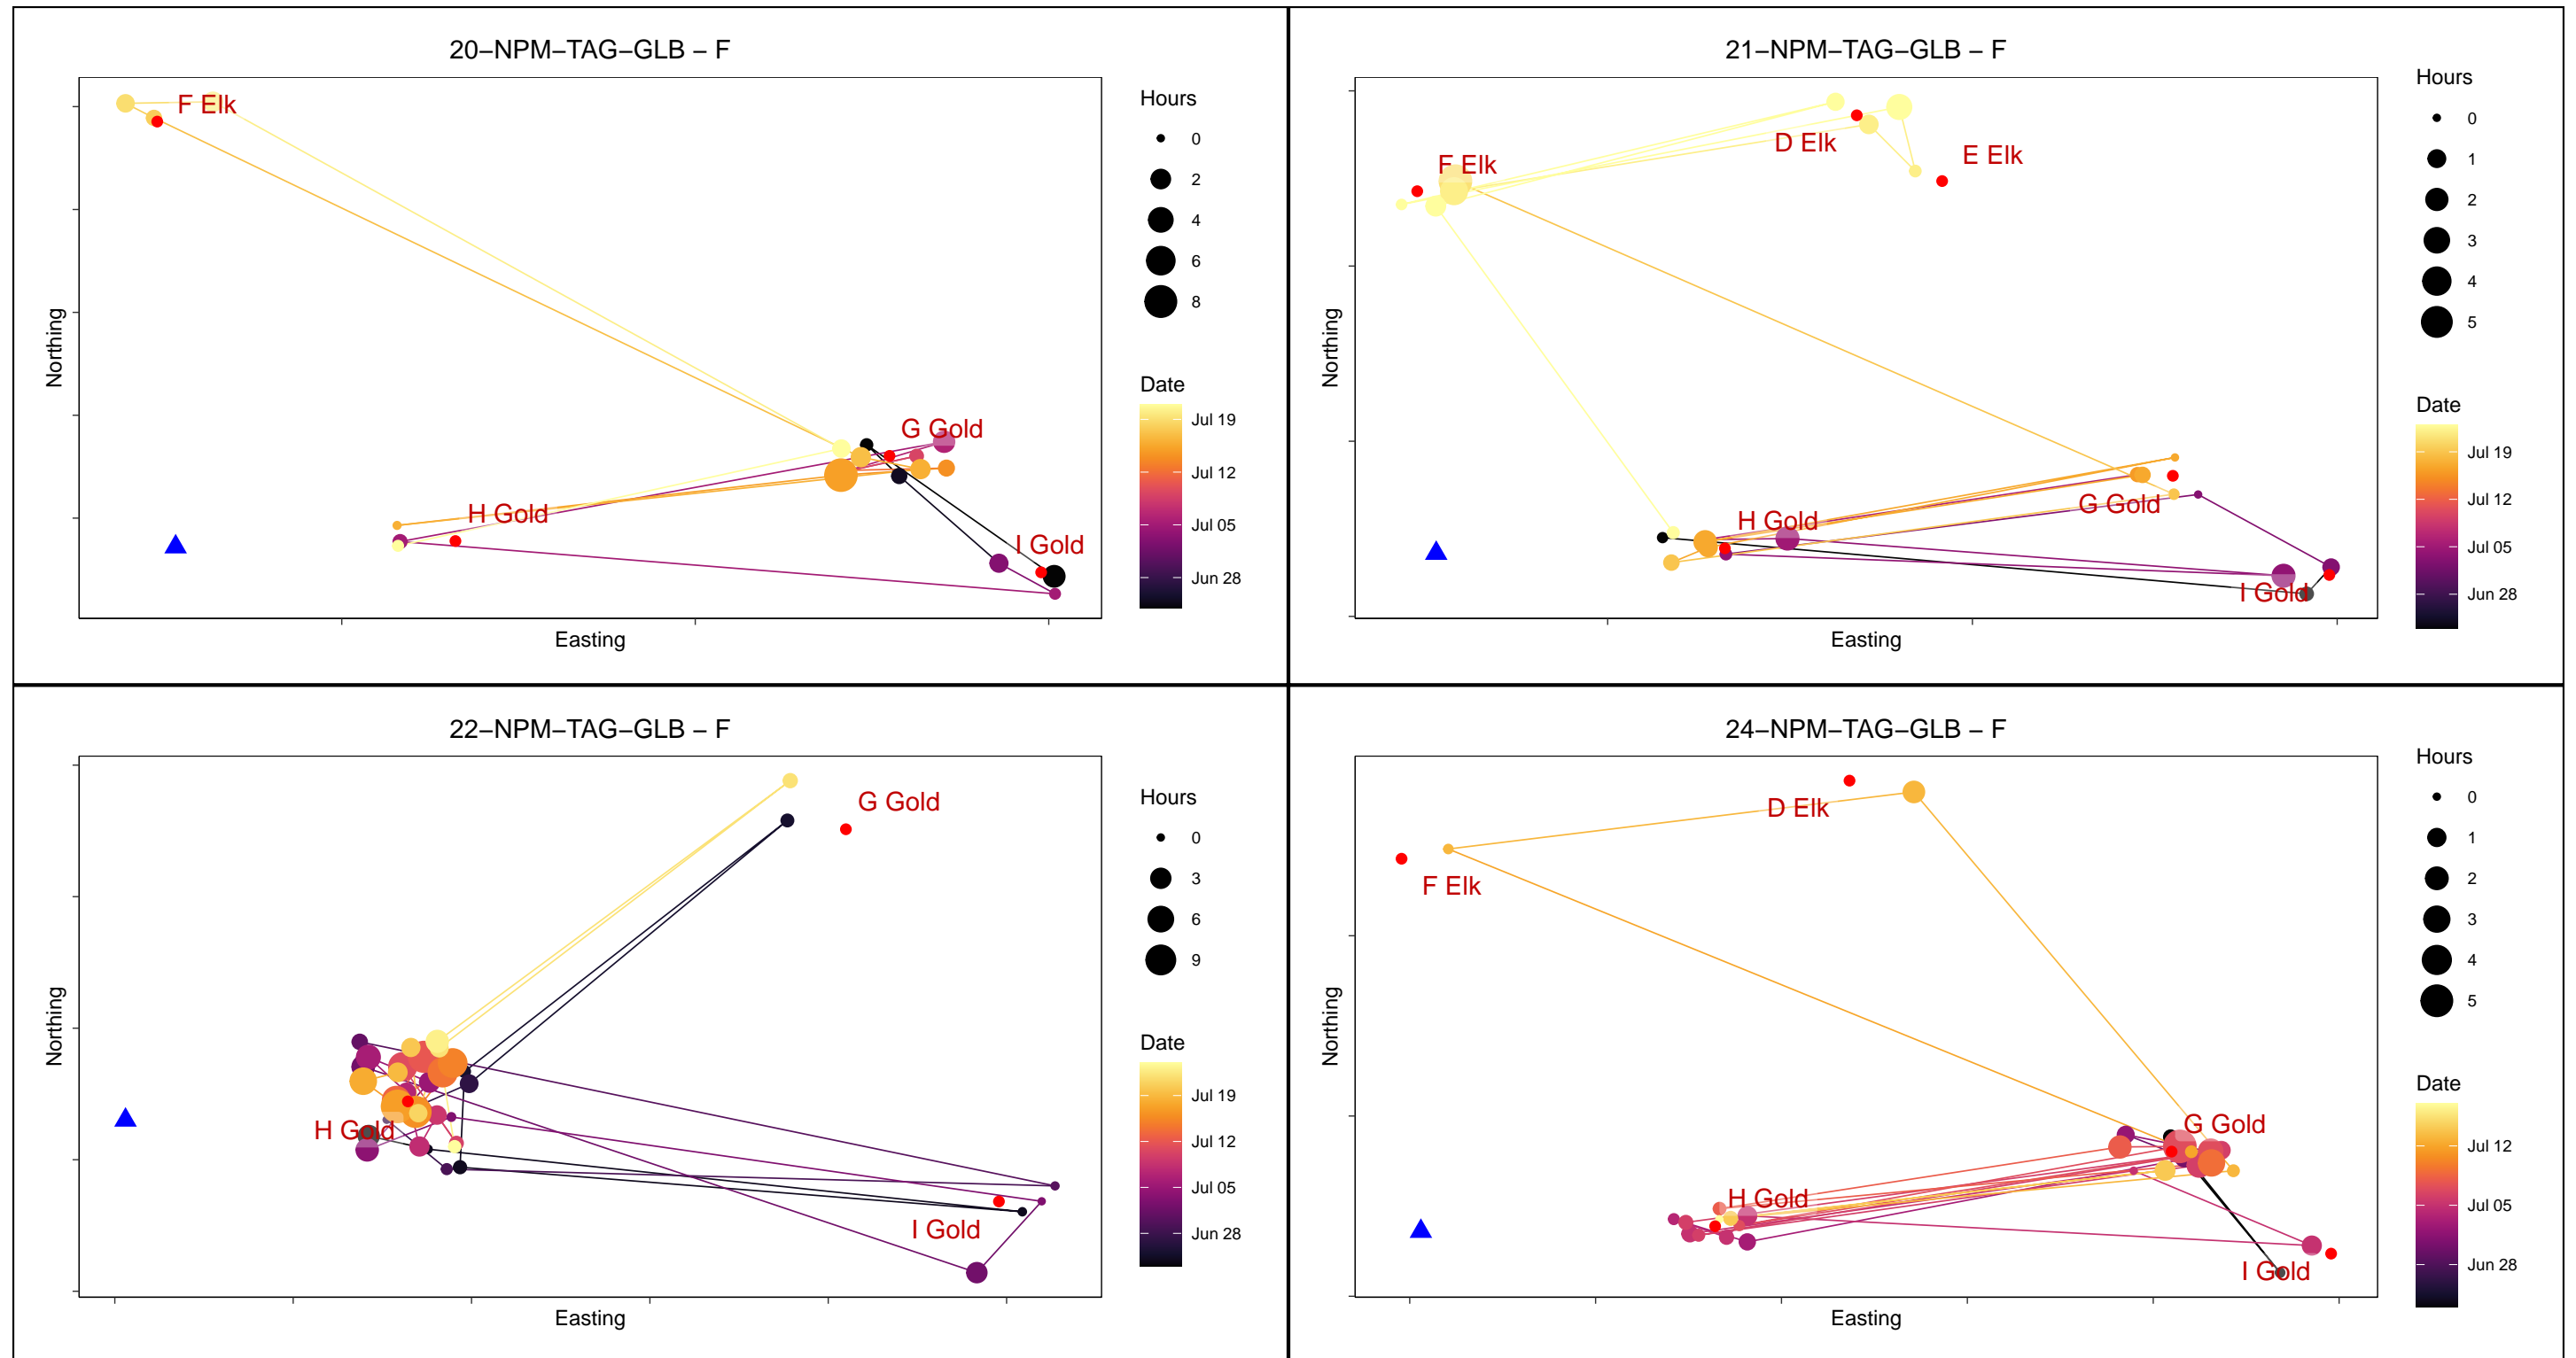 20–NPM–TAG–GLB – F
F Elk
G Gold
H Gold
I Gold
Northing
Easting
Hours
0
2
4
6
8
Date
Jul 19
Jul 12
Jul 05
Jun 28
21–NPM–TAG–GLB – F
D Elk
E Elk
F Elk
G Gold
H Gold
I Gold
Northing
Easting
Hours
0
1
2
3
4
5
Date
Jul 19
Jul 12
Jul 05
Jun 28
22–NPM–TAG–GLB – F
G Gold
H Gold
I Gold
Northing
Easting
Hours
0
3
6
9
Date
Jul 19
Jul 12
Jul 05
Jun 28
24–NPM–TAG–GLB – F
D Elk
F Elk
G Gold
H Gold
I Gold
Northing
Easting
Hours
0
1
2
3
4
5
Date
Jul 12
Jul 05
Jun 28